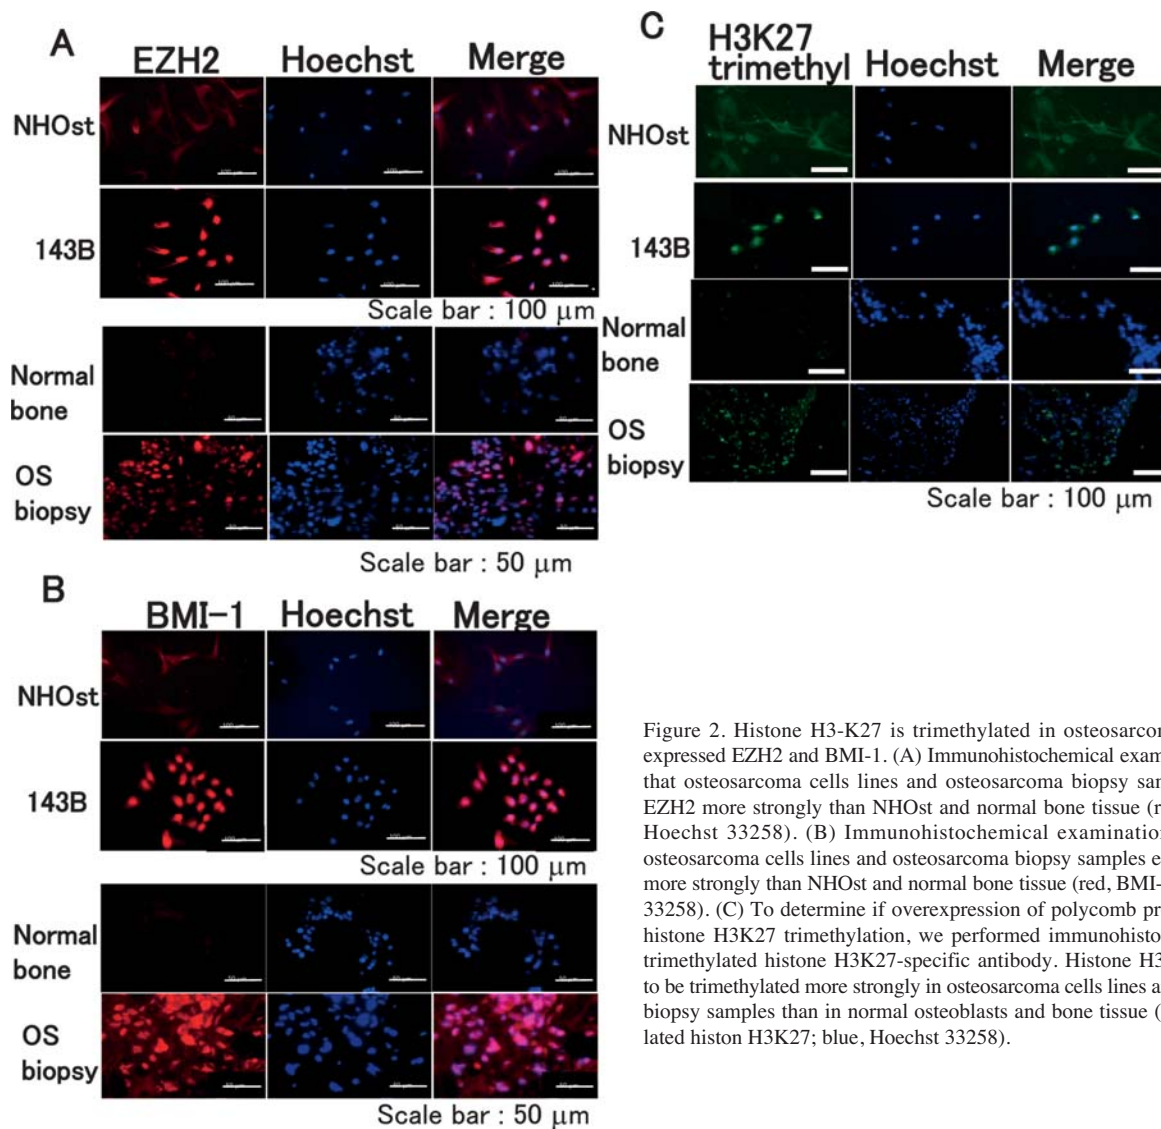 A
EZH2 Hoechst Merge
NHOst
143B
Scale bar : 100 μm
Normal
bone
OS
biopsy
Scale bar : 50 μm
B
BMI-1 Hoechst Merge
NHOst
143B
Scale bar : 100 μm
Normal
bone
OS
biopsy
Scale bar : 50 μm
C
H3K27
trimethyl Hoechst Merge
NHOst
143B
Normal
bone
OS
biopsy
Scale bar : 100 μm
Figure 2. Histone H3-K27 is trimethylated in osteosarcom
expressed EZH2 and BMI-1. (A) Immunohistochemical exam
that osteosarcoma cells lines and osteosarcoma biopsy sam
EZH2 more strongly than NHOst and normal bone tissue (r
Hoechst 33258). (B) Immunohistochemical examination
osteosarcoma cells lines and osteosarcoma biopsy samples e
more strongly than NHOst and normal bone tissue (red, BMI-
33258). (C) To determine if overexpression of polycomb pr
histone H3K27 trimethylation, we performed immunohisto
trimethylated histone H3K27-specific antibody. Histone H3
to be trimethylated more strongly in osteosarcoma cells lines a
biopsy samples than in normal osteoblasts and bone tissue (
lated histon H3K27; blue, Hoechst 33258).